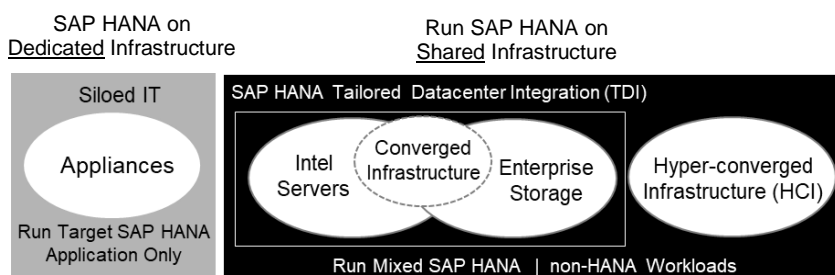 SAP HANA on
Dedicated Infrastructure
Run SAP HANA on
Shared Infrastructure
Siloed IT
Appliances
Run Target SAP HANA
Application Only
SAP HANA Tailored Datacenter Integration (TDI)
Intel
Servers
Converged
Infrastructure
Enterprise
Storage
Hyper-converged
Infrastructure (HCI)
Run Mixed SAP HANA | non-HANA Workloads